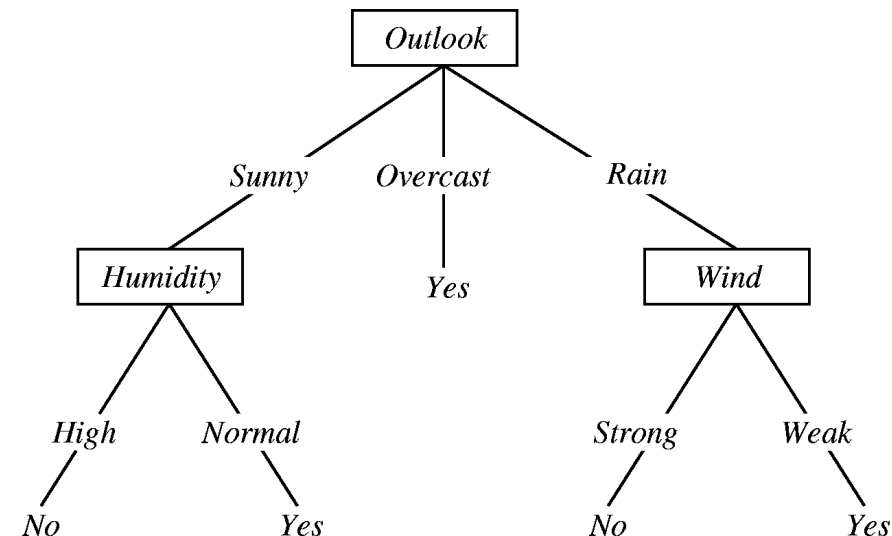 Outlook
Sunny Overcast Rain
Humidity Yes Wind
High Normal Strong Weak
No Yes No Yes